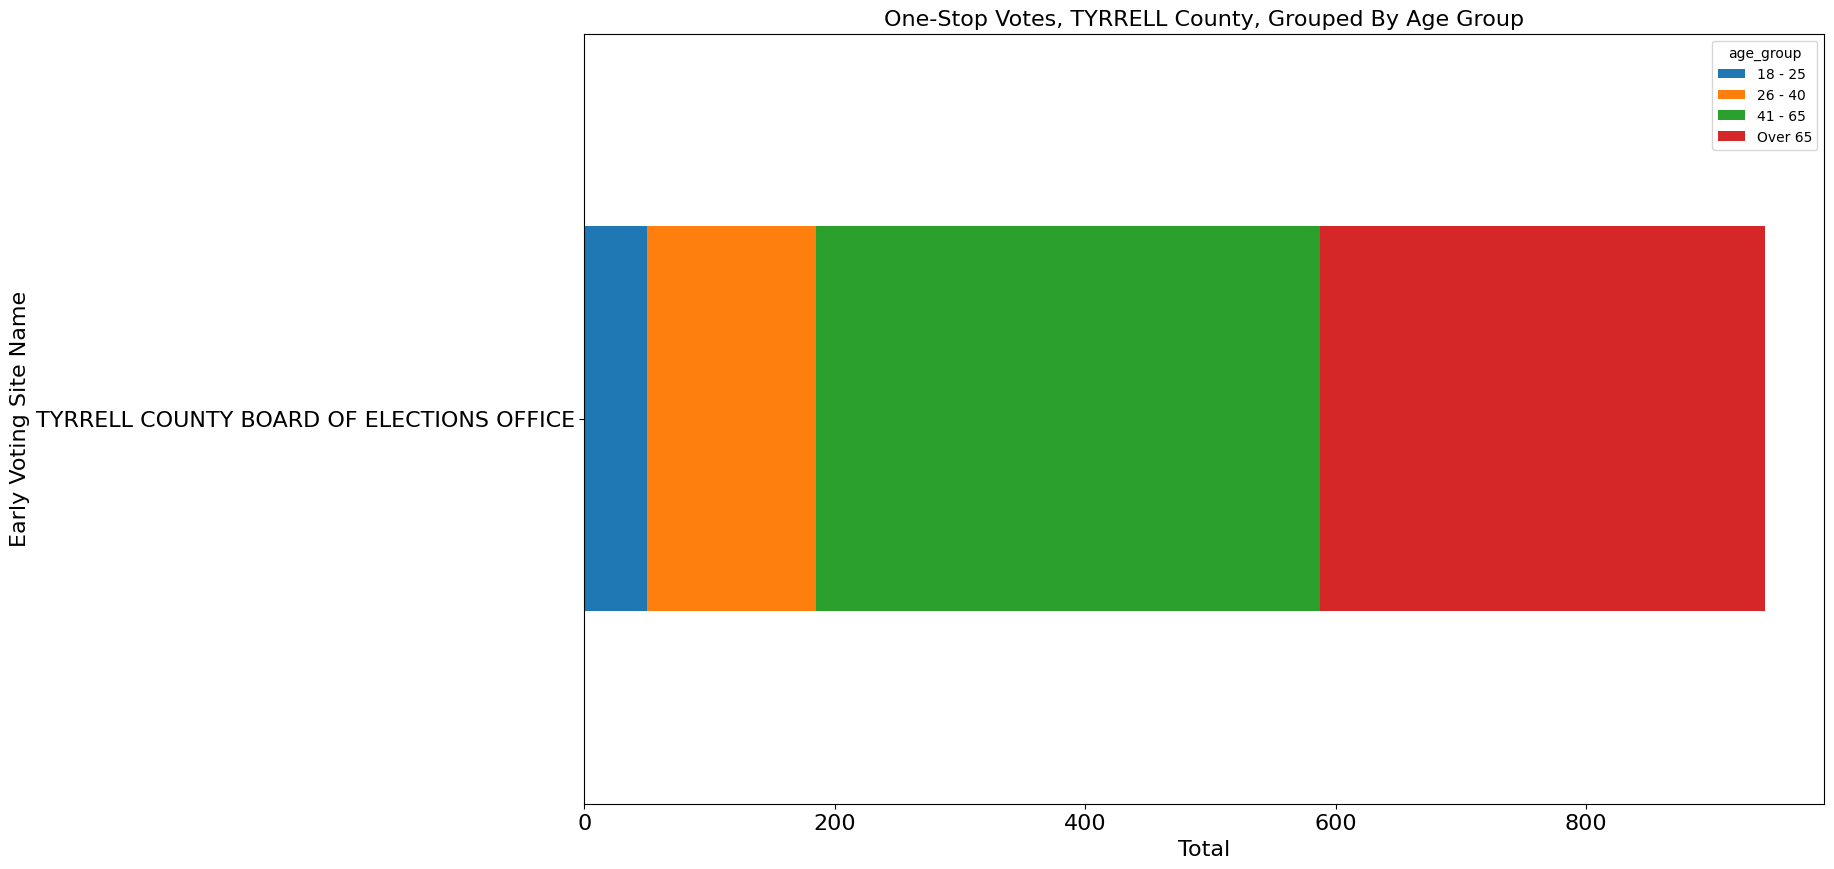 One-Stop Votes, TYRRELL County, Grouped By Age Group
age_group
18 - 25
26 - 40
41 - 65
Over 65
Early Voting Site Name
TYRRELL COUNTY BOARD OF ELECTIONS OFFICE
0 200 400 600 800
Total